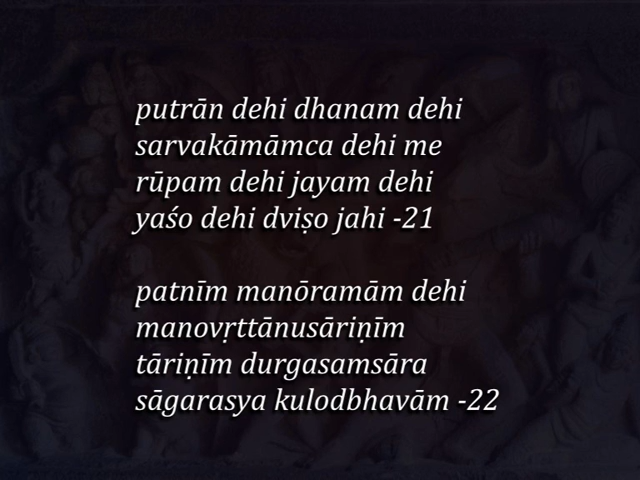 putrān dehi dhanam dehi
sarvakāmāmca dehi me
rūpam dehi jayam dehi
yaśo dehi dviṣo jahi -21
patnīm manōramām dehi
manovṛttānusāriṇīm
tāriṇīm durgasamsāra
sāgarasya kulodbhavām -22